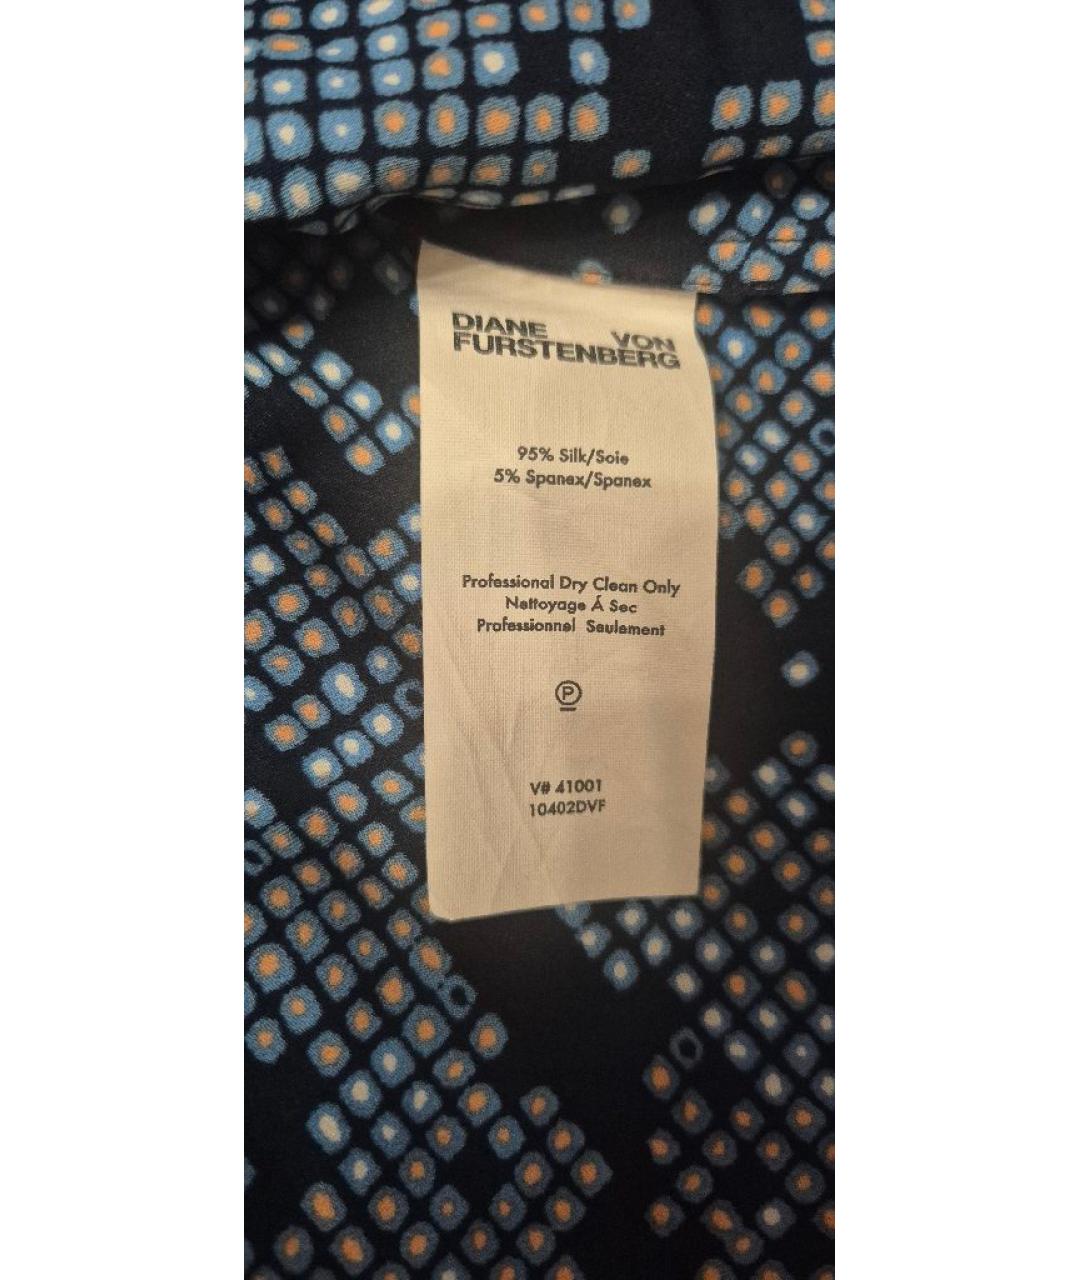 DIANE VON
FURSTENBERG
95% Silk/Soie
5% Spanex/Spanex
Professional Dry Clean Only
Nettoyage Á Sec
Professionnel Seulement
P
V# 41001
10402DVF